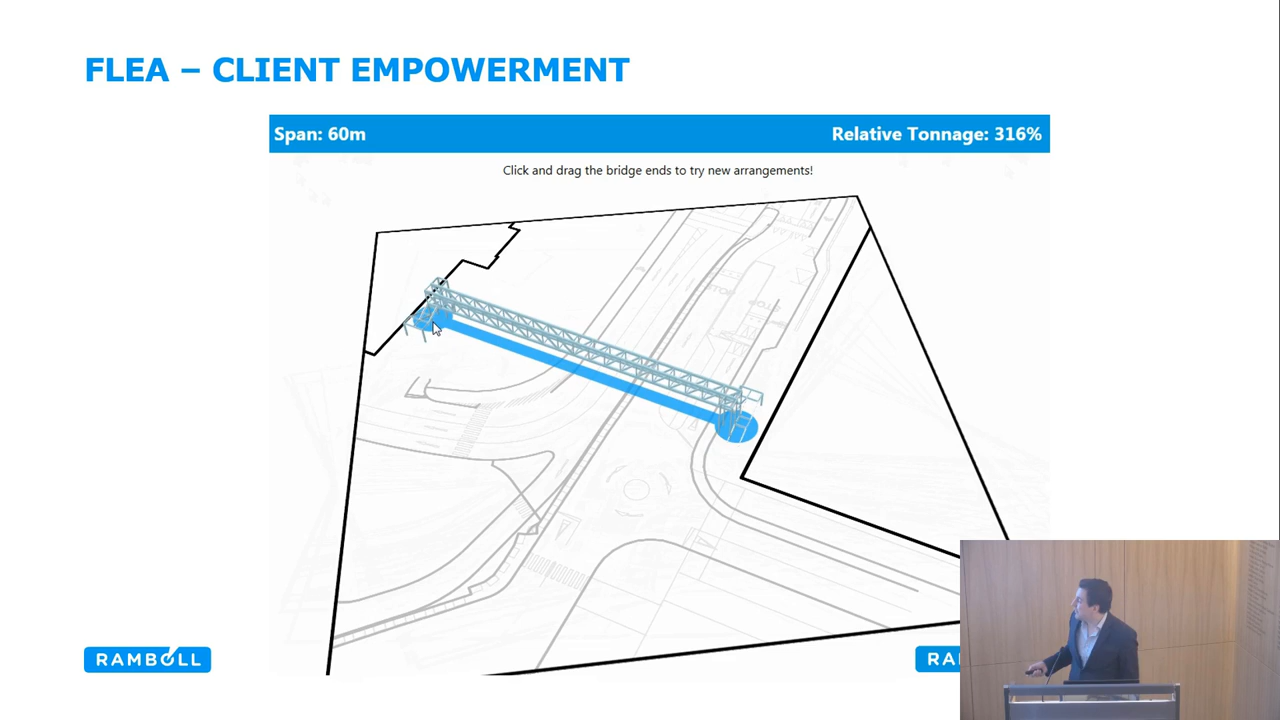 FLEA – CLIENT EMPOWERMENT
Span: 60m
Relative Tonnage: 316%
Click and drag the bridge ends to try new arrangements!
RAMBOLL
RA